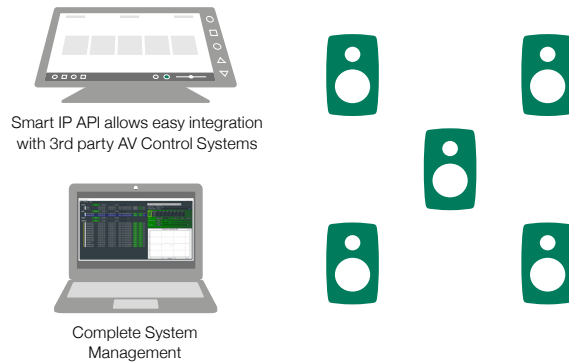 Smart IP API allows easy integration
with 3rd party AV Control Systems
Complete System
Management